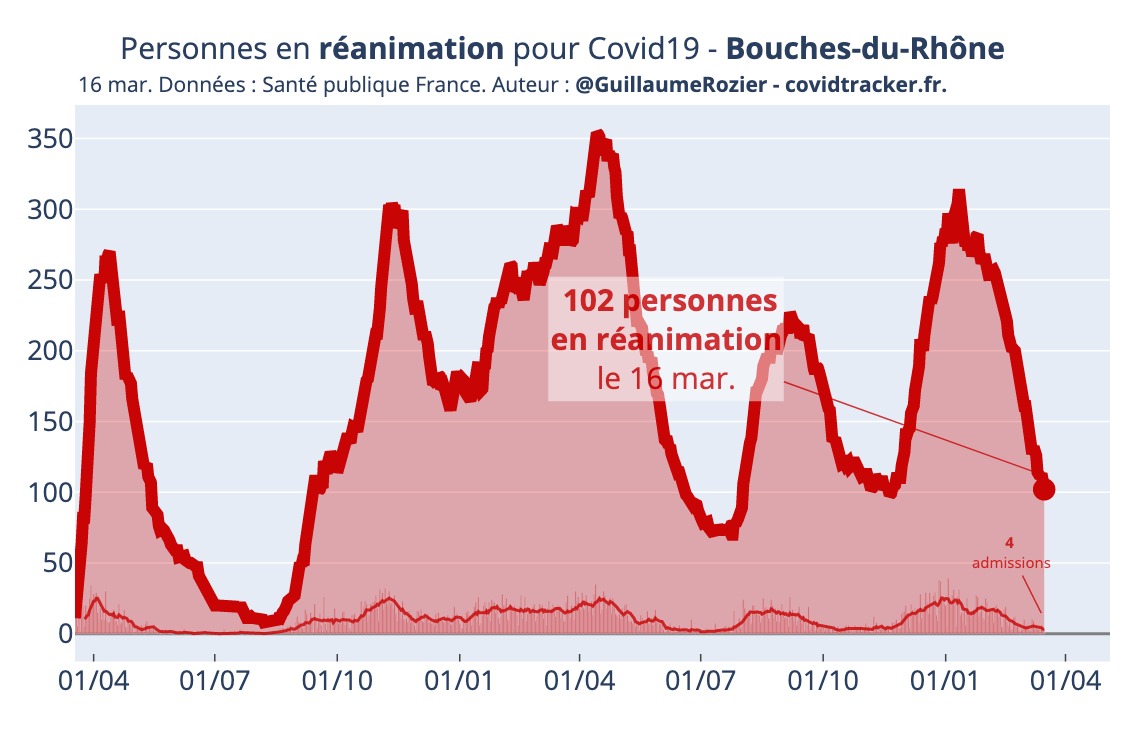 Personnes en réanimation pour Covid19 - Bouches-du-Rhône
16 mar. Données : Santé publique France. Auteur : @GuillaumeRozier - covidtracker.fr.
350
300
250
200
150
100
50
0
102 personnes
en réanimation
le 16 mar.
4
admissions
01/04 01/07 01/10 01/01 01/04 01/07 01/10 01/01 01/04